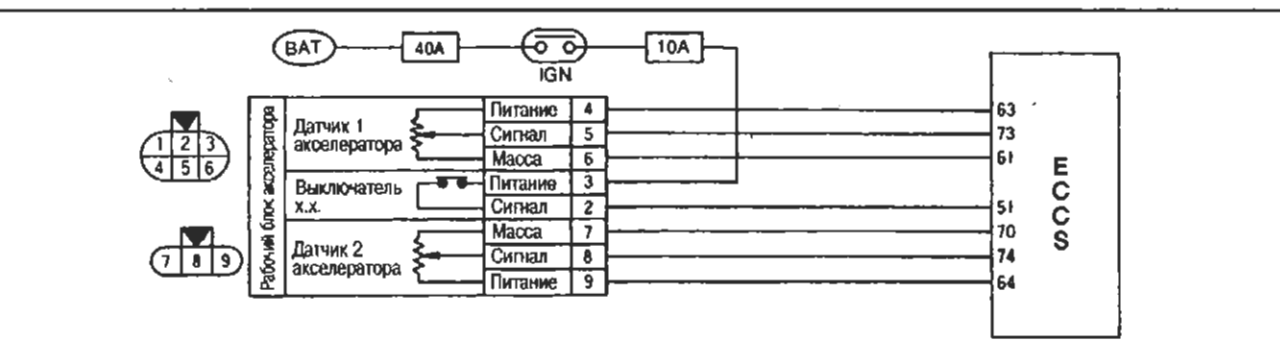 BAT 40A IGN 10A
Рабочий блок акселератора
1 2 3
4 5 6
7 8 9
Датчик 1
акселератора
Питание 4 63
Сигнал 5 73
Масса 6 61
Выключатель
х.х.
Питание 3
Сигнал 2 51
Датчик 2
акселератора
Масса 7 70
Сигнал 8 74
Питание 9 64
ECCS